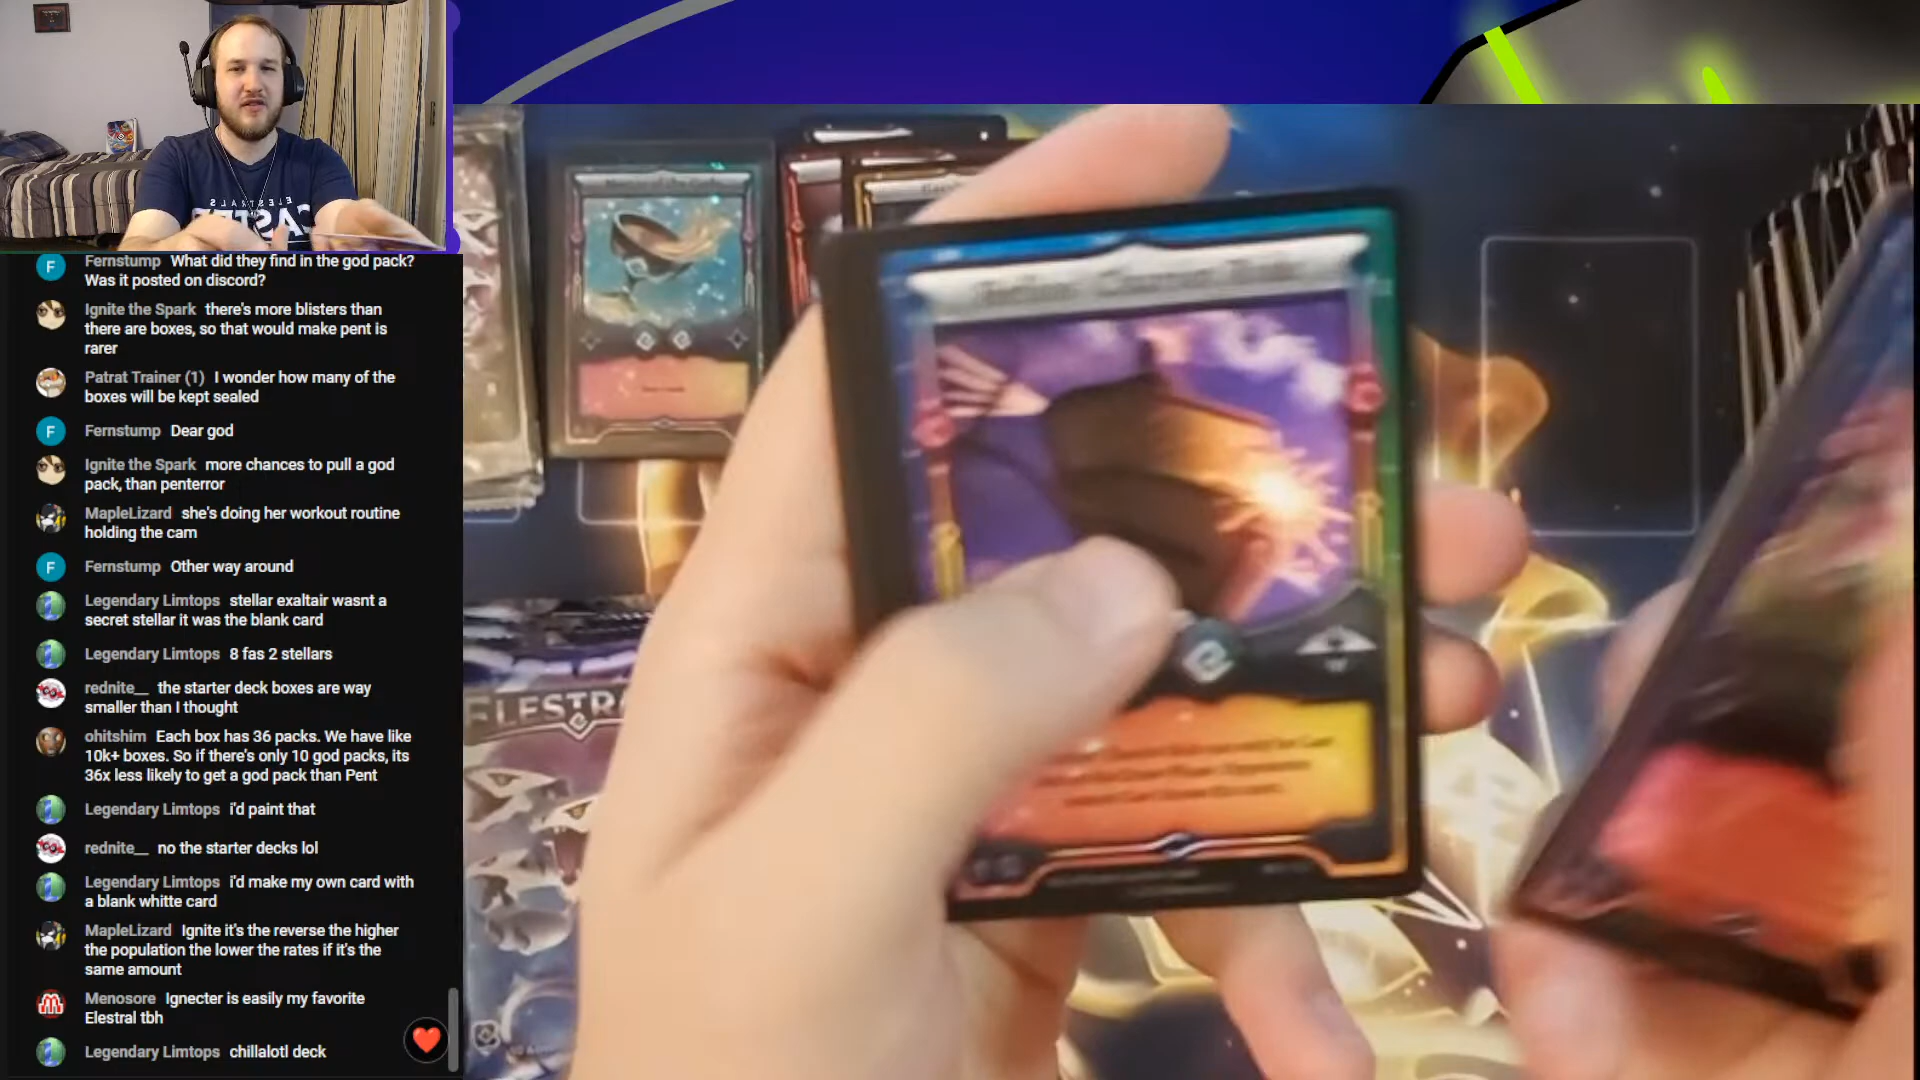 Fernstump What did they find in the god pack?
Was it posted on discord?
Ignite the Spark there's more blisters than
there are boxes, so that would make pent is
rarer
Patrat Trainer (1) I wonder how many of the
boxes will be kept sealed
Fernstump Dear god
Ignite the Spark more chances to pull a god
pack, than penterror
MapleLizard she's doing her workout routine
holding the cam
Fernstump Other way around
Legendary Limtops stellar exaltair wasnt a
secret stellar it was the blank card
Legendary Limtops 8 fas 2 stellars
rednite__ the starter deck boxes are way
smaller than I thought
ohitshim Each box has 36 packs. We have like
10k+ boxes. So if there's only 10 god packs, its
36x less likely to get a god pack than Pent
Legendary Limtops i'd paint that
rednite__ no the starter decks lol
Legendary Limtops i'd make my own card with
a blank whitte card
MapleLizard Ignite it's the reverse the higher
the population the lower the rates if it's the
same amount
Menosore Ignecter is easily my favorite
Elestral tbh
Legendary Limtops chillalotl deck